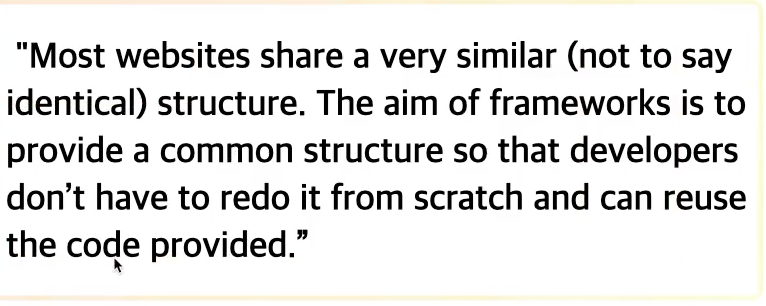 "Most websites share a very similar (not to say
identical) structure. The aim of frameworks is to
provide a common structure so that developers
don’t have to redo it from scratch and can reuse
the code provided.”